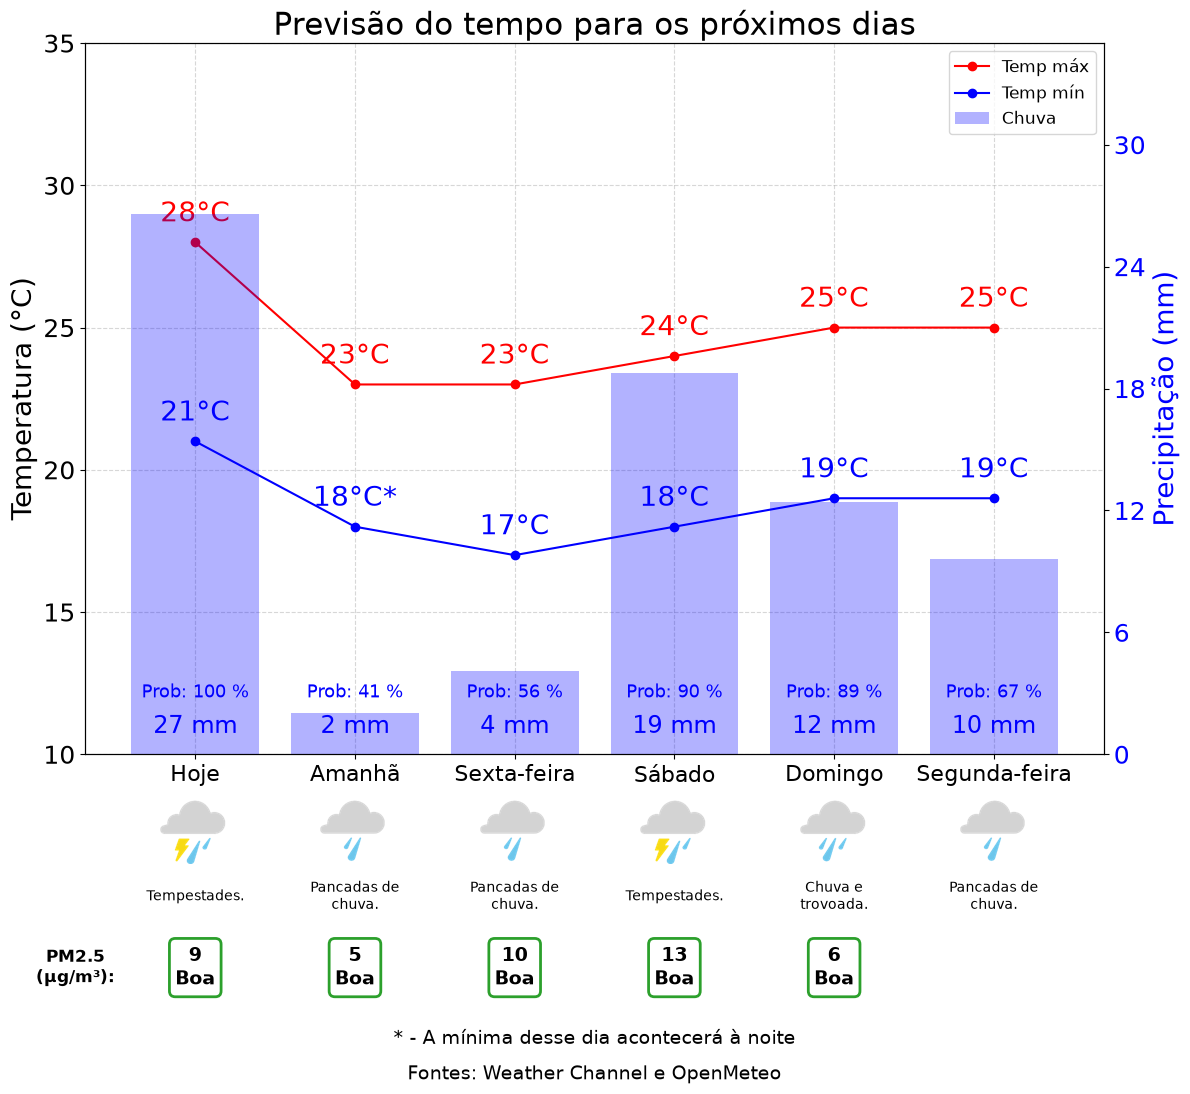 Previsão do tempo para os próximos dias
Temp máx
Temp mín
Chuva
Temperatura (°C)
35
30
25
20
15
10
Precipitação (mm)
30
24
18
12
6
0
28°C
23°C
23°C
24°C
25°C
25°C
21°C
18°C*
17°C
18°C
19°C
19°C
Prob: 100 %
Prob: 41 %
Prob: 56 %
Prob: 90 %
Prob: 89 %
Prob: 67 %
27 mm
2 mm
4 mm
19 mm
12 mm
10 mm
Hoje
Amanhã
Sexta-feira
Sábado
Domingo
Segunda-feira
Tempestades.
Pancadas de
chuva.
Pancadas de
chuva.
Tempestades.
Chuva e
trovoada.
Pancadas de
chuva.
PM2.5
(µg/m³):
9
Boa
5
Boa
10
Boa
13
Boa
6
Boa
* - A mínima desse dia acontecerá à noite
Fontes: Weather Channel e OpenMeteo